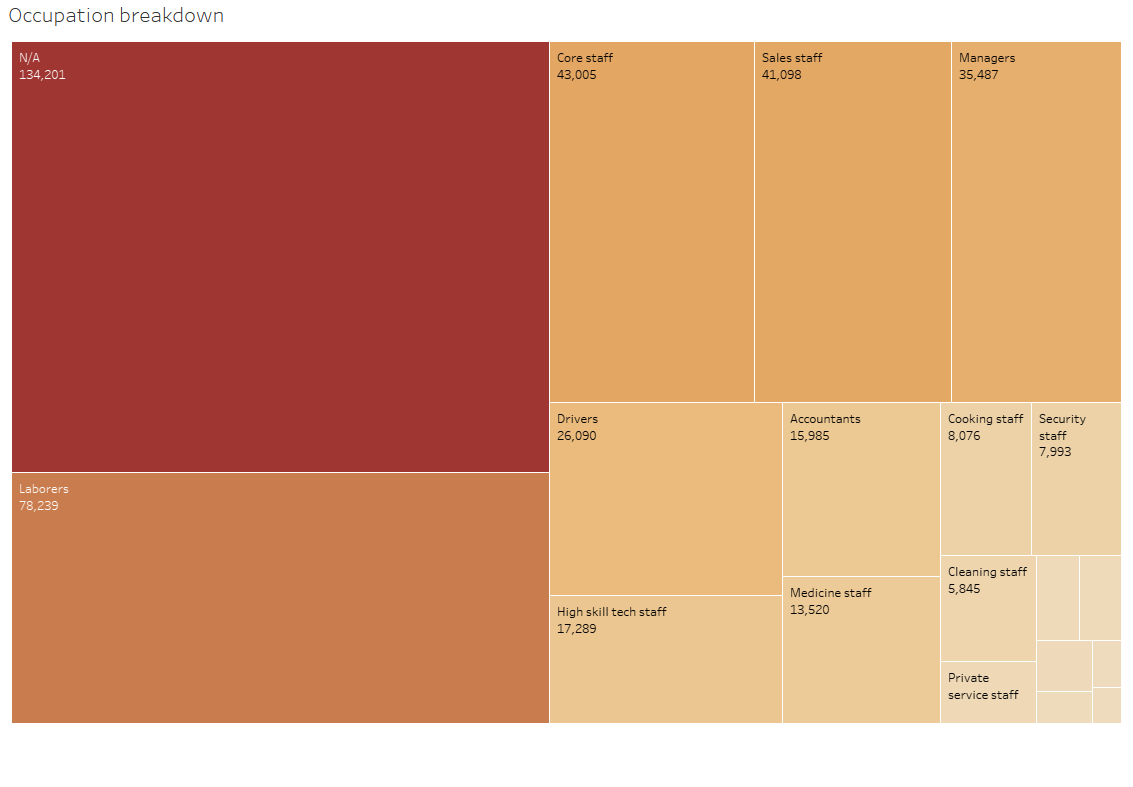 Occupation breakdown
N/A
134,201
Core staff
43,005
Sales staff
41,098
Managers
35,487
Drivers
26,090
Accountants
15,985
Cooking staff
8,076
Security
staff
7,993
Laborers
78,239
Cleaning staff
5,845
Medicine staff
13,520
High skill tech staff
17,289
Private
service staff